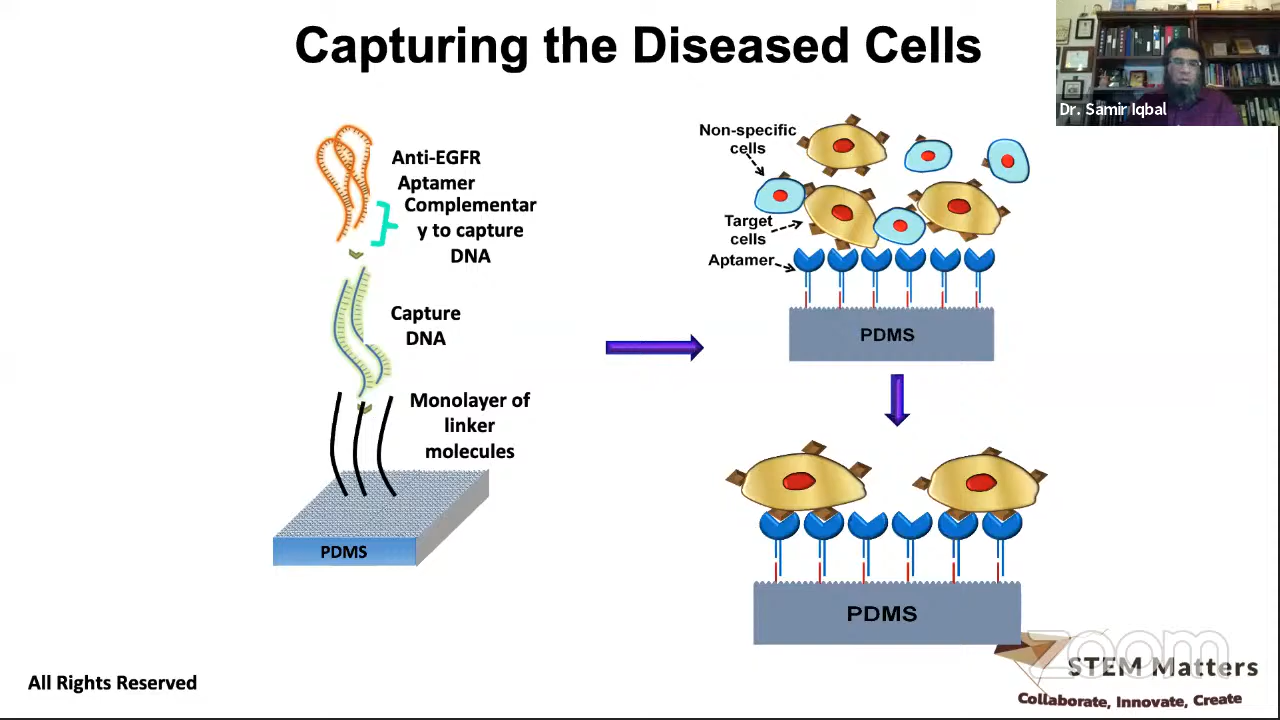 Capturing the Diseased Cells
Dr. Samir Iqbal
Anti-EGFR
Aptamer
Complementar
y to capture
DNA
Capture
DNA
Monolayer of
linker
molecules
PDMS
Non-specific
cells
Target
cells
Aptamer
PDMS
PDMS
zoom
STEM Matters
Collaborate, Innovate, Create
All Rights Reserved